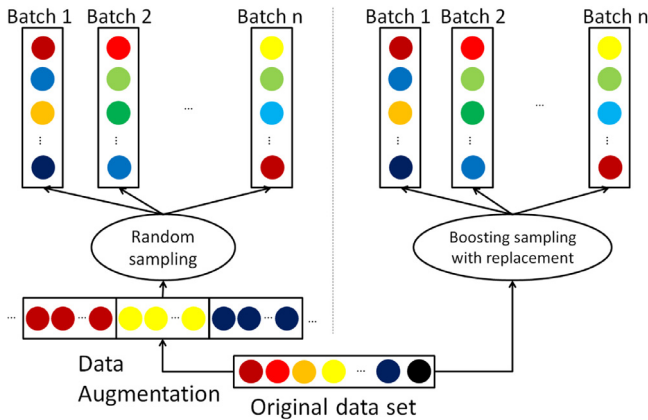 Batch 1 Batch 2 Batch n
Batch 1 Batch 2 Batch n
...
...
... ... ...
... ... ...
Random
sampling
Boosting sampling
with replacement
... ... ... ... ...
Data
Augmentation
...
Original data set